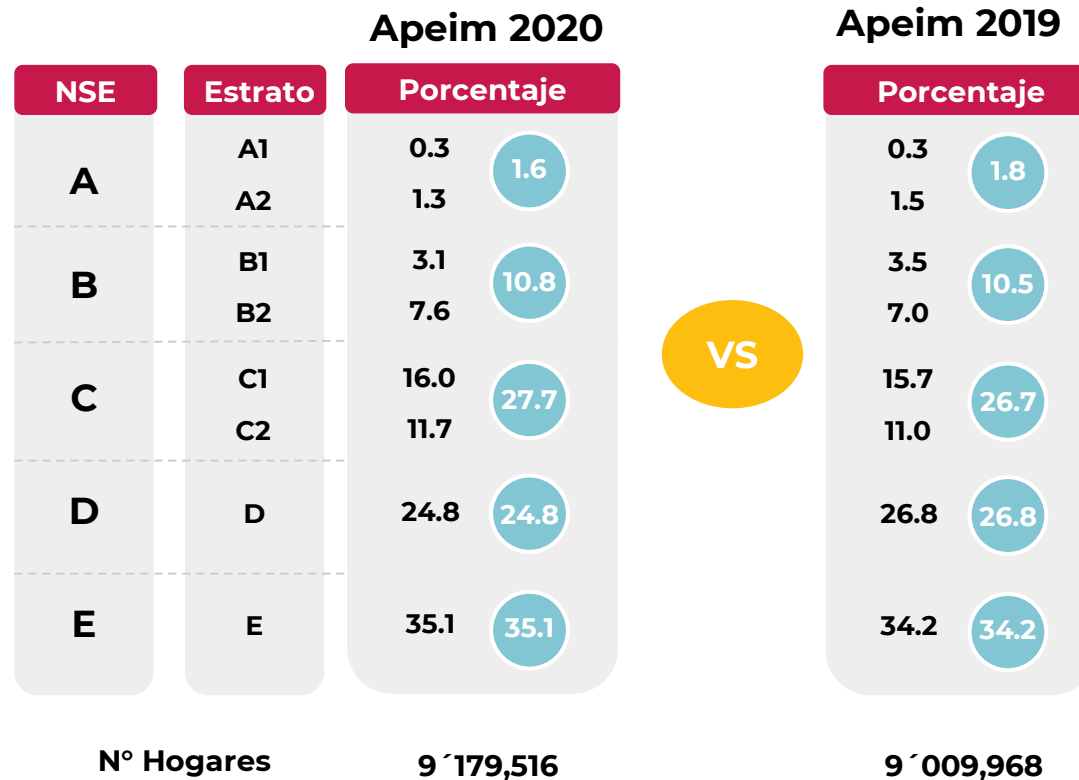 Apeim 2020 Apeim 2019
NSE Estrato Porcentaje Porcentaje
A A1 0.3 1.6 0.3 1.8
A2 1.3 1.5
B B1 3.1 10.8 3.5 10.5
B2 7.6 7.0
VS
C C1 16.0 27.7 15.7 26.7
C2 11.7 11.0
D D 24.8 24.8 26.8 26.8
E E 35.1 35.1 34.2 34.2
N° Hogares 9´179,516 9´009,968